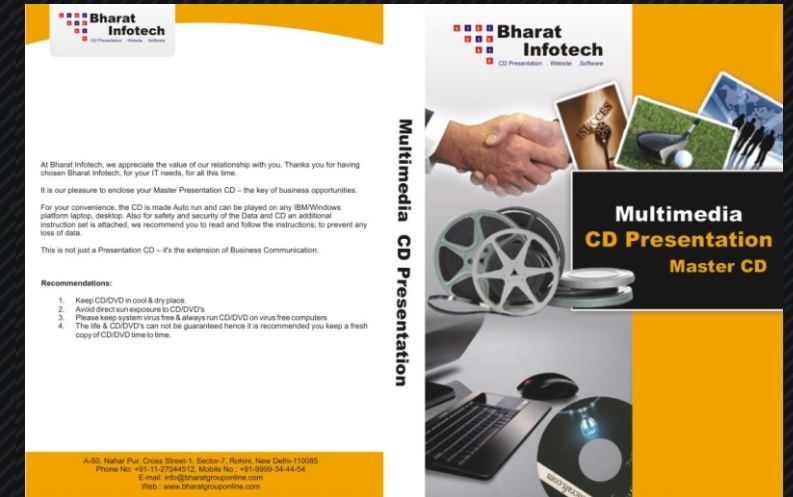 Bharat
Infotech
CD Presentation . Website .Software
At Bharat Infotech, we appreciate the value of our relationship with you. Thanks you for having
chosen Bharat Infotech, for your IT needs, for all this time.
It is our pleasure to enclose your Master Presentation CD – the key of business opportunities.
For your convenience, the CD is made Auto run and can be played on any IBM/Windows
platform laptop, desktop. Also for safety and security of the Data and CD an additional
instruction set is attached, we recommend you to read and follow the instructions, to prevent any
loss of data.
This is not just a Presentation CD – it's the extension of Business Communication.
Recommendations:
1. Keep CD/DVD in cool & dry place.
2. Avoid direct sun exposure to CD/DVD's
3. Please keep system virus free & always run CD/DVD on virus free computers
4. The life & CD/DVD's can not be guaranteed hence it is recommended you keep a fresh
copy of CD/DVD time to time.
A-50, Nahar Pur, Cross Street-1, Sector-7, Rohini, New Delhi-110085
Phone No: +91-11-27044512, Mobile No.: +91-9999-34-44-54
E-mail: info@bharatgrouponline.com
Web.: www.bharatgrouponline.com
Multimedia CD Presentation
Bharat
Infotech
CD Presentation . Website .Software
SUCCES
Multimedia
CD Presentation
Master CD